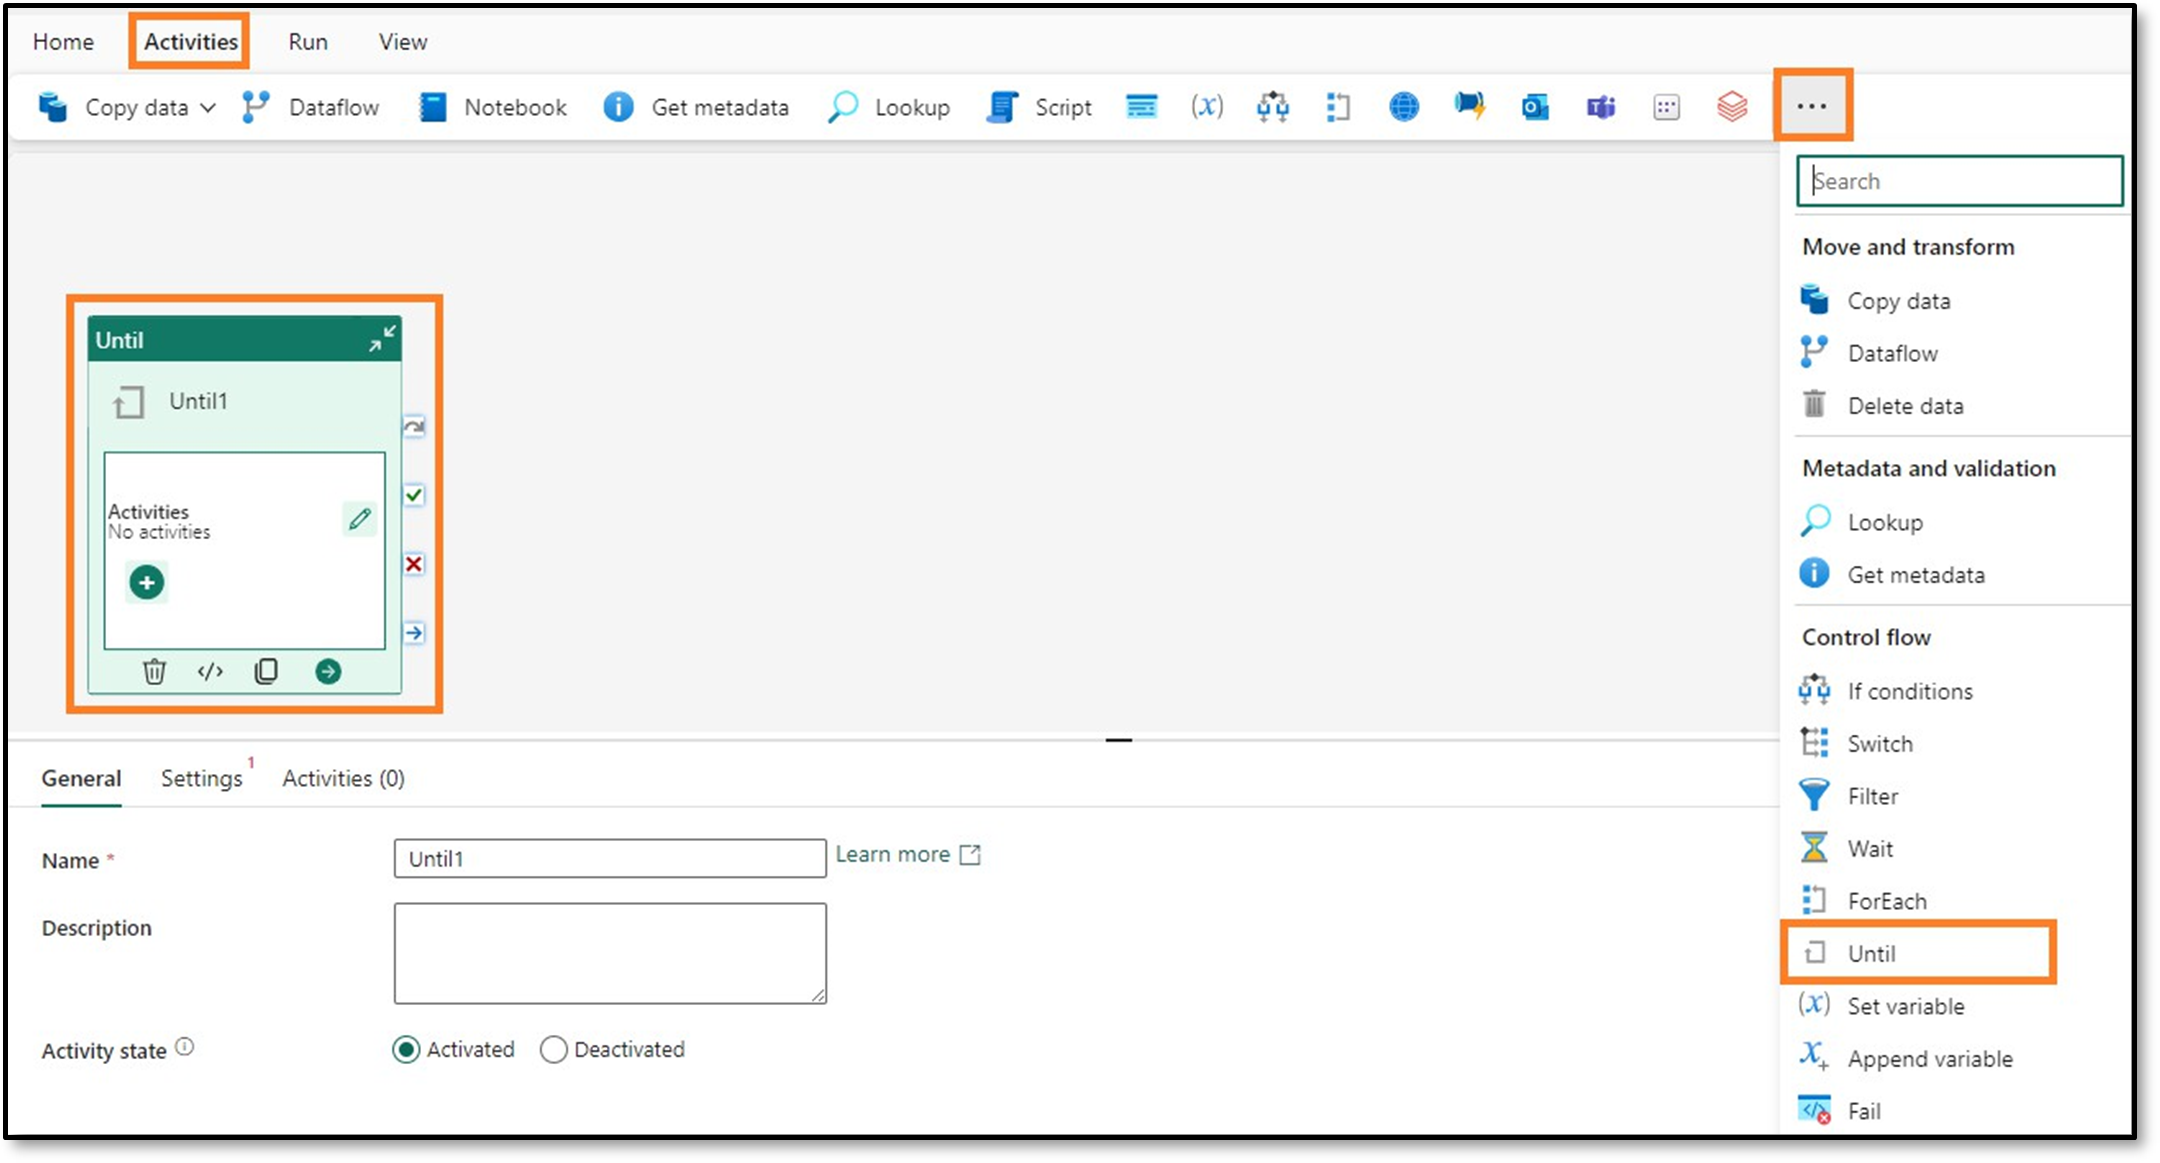 Home Activities Run View
Copy data Dataflow Notebook Get metadata Lookup Script (x) ...
Search
Move and transform
Copy data
Dataflow
Delete data
Metadata and validation
Lookup
Get metadata
Control flow
If conditions
Switch
Filter
Wait
ForEach
Until
(x) Set variable
X+ Append variable
</> Fail
Until
Until1
Activities
No activities
</>
General Settings 1 Activities (0)
Name * Until1 Learn more
Description
Activity state Activated Deactivated